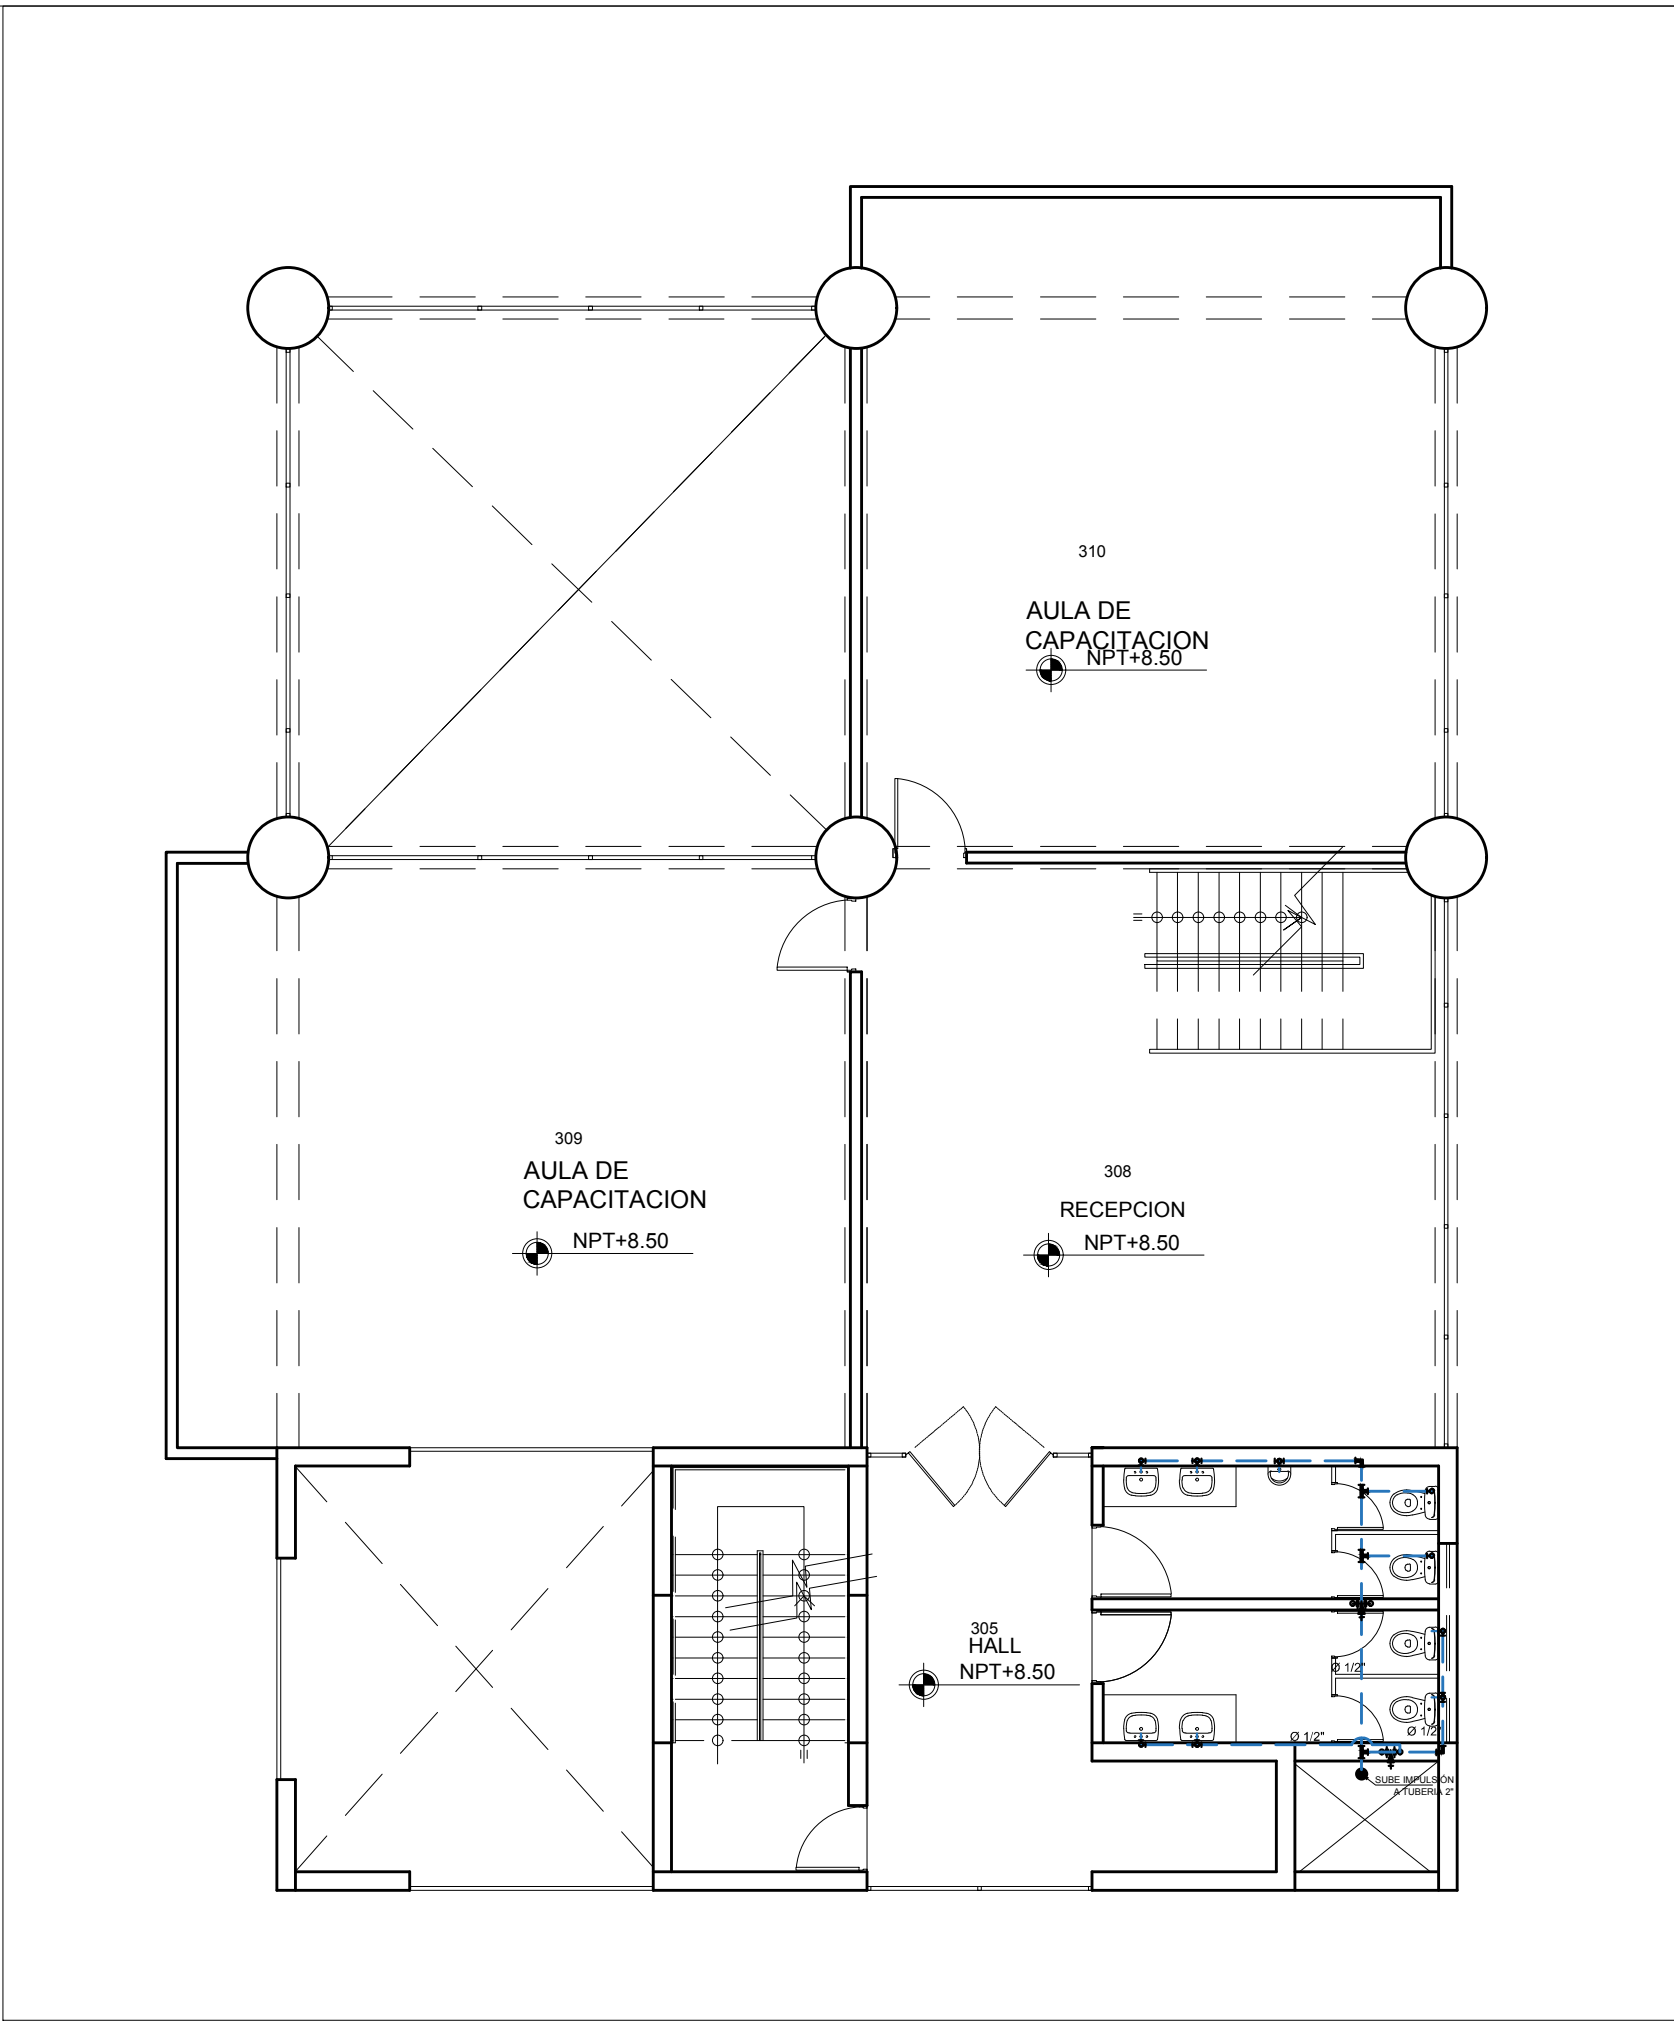 310
AULA DE
CAPACITACION
NPT+8.50
309
AULA DE
CAPACITACION
NPT+8.50
308
RECEPCION
NPT+8.50
305
HALL
NPT+8.50
Ø 1/2"
Ø 1/2"
Ø 1/2"
SUBE IMPULSIÓN
A TUBERIA 2"